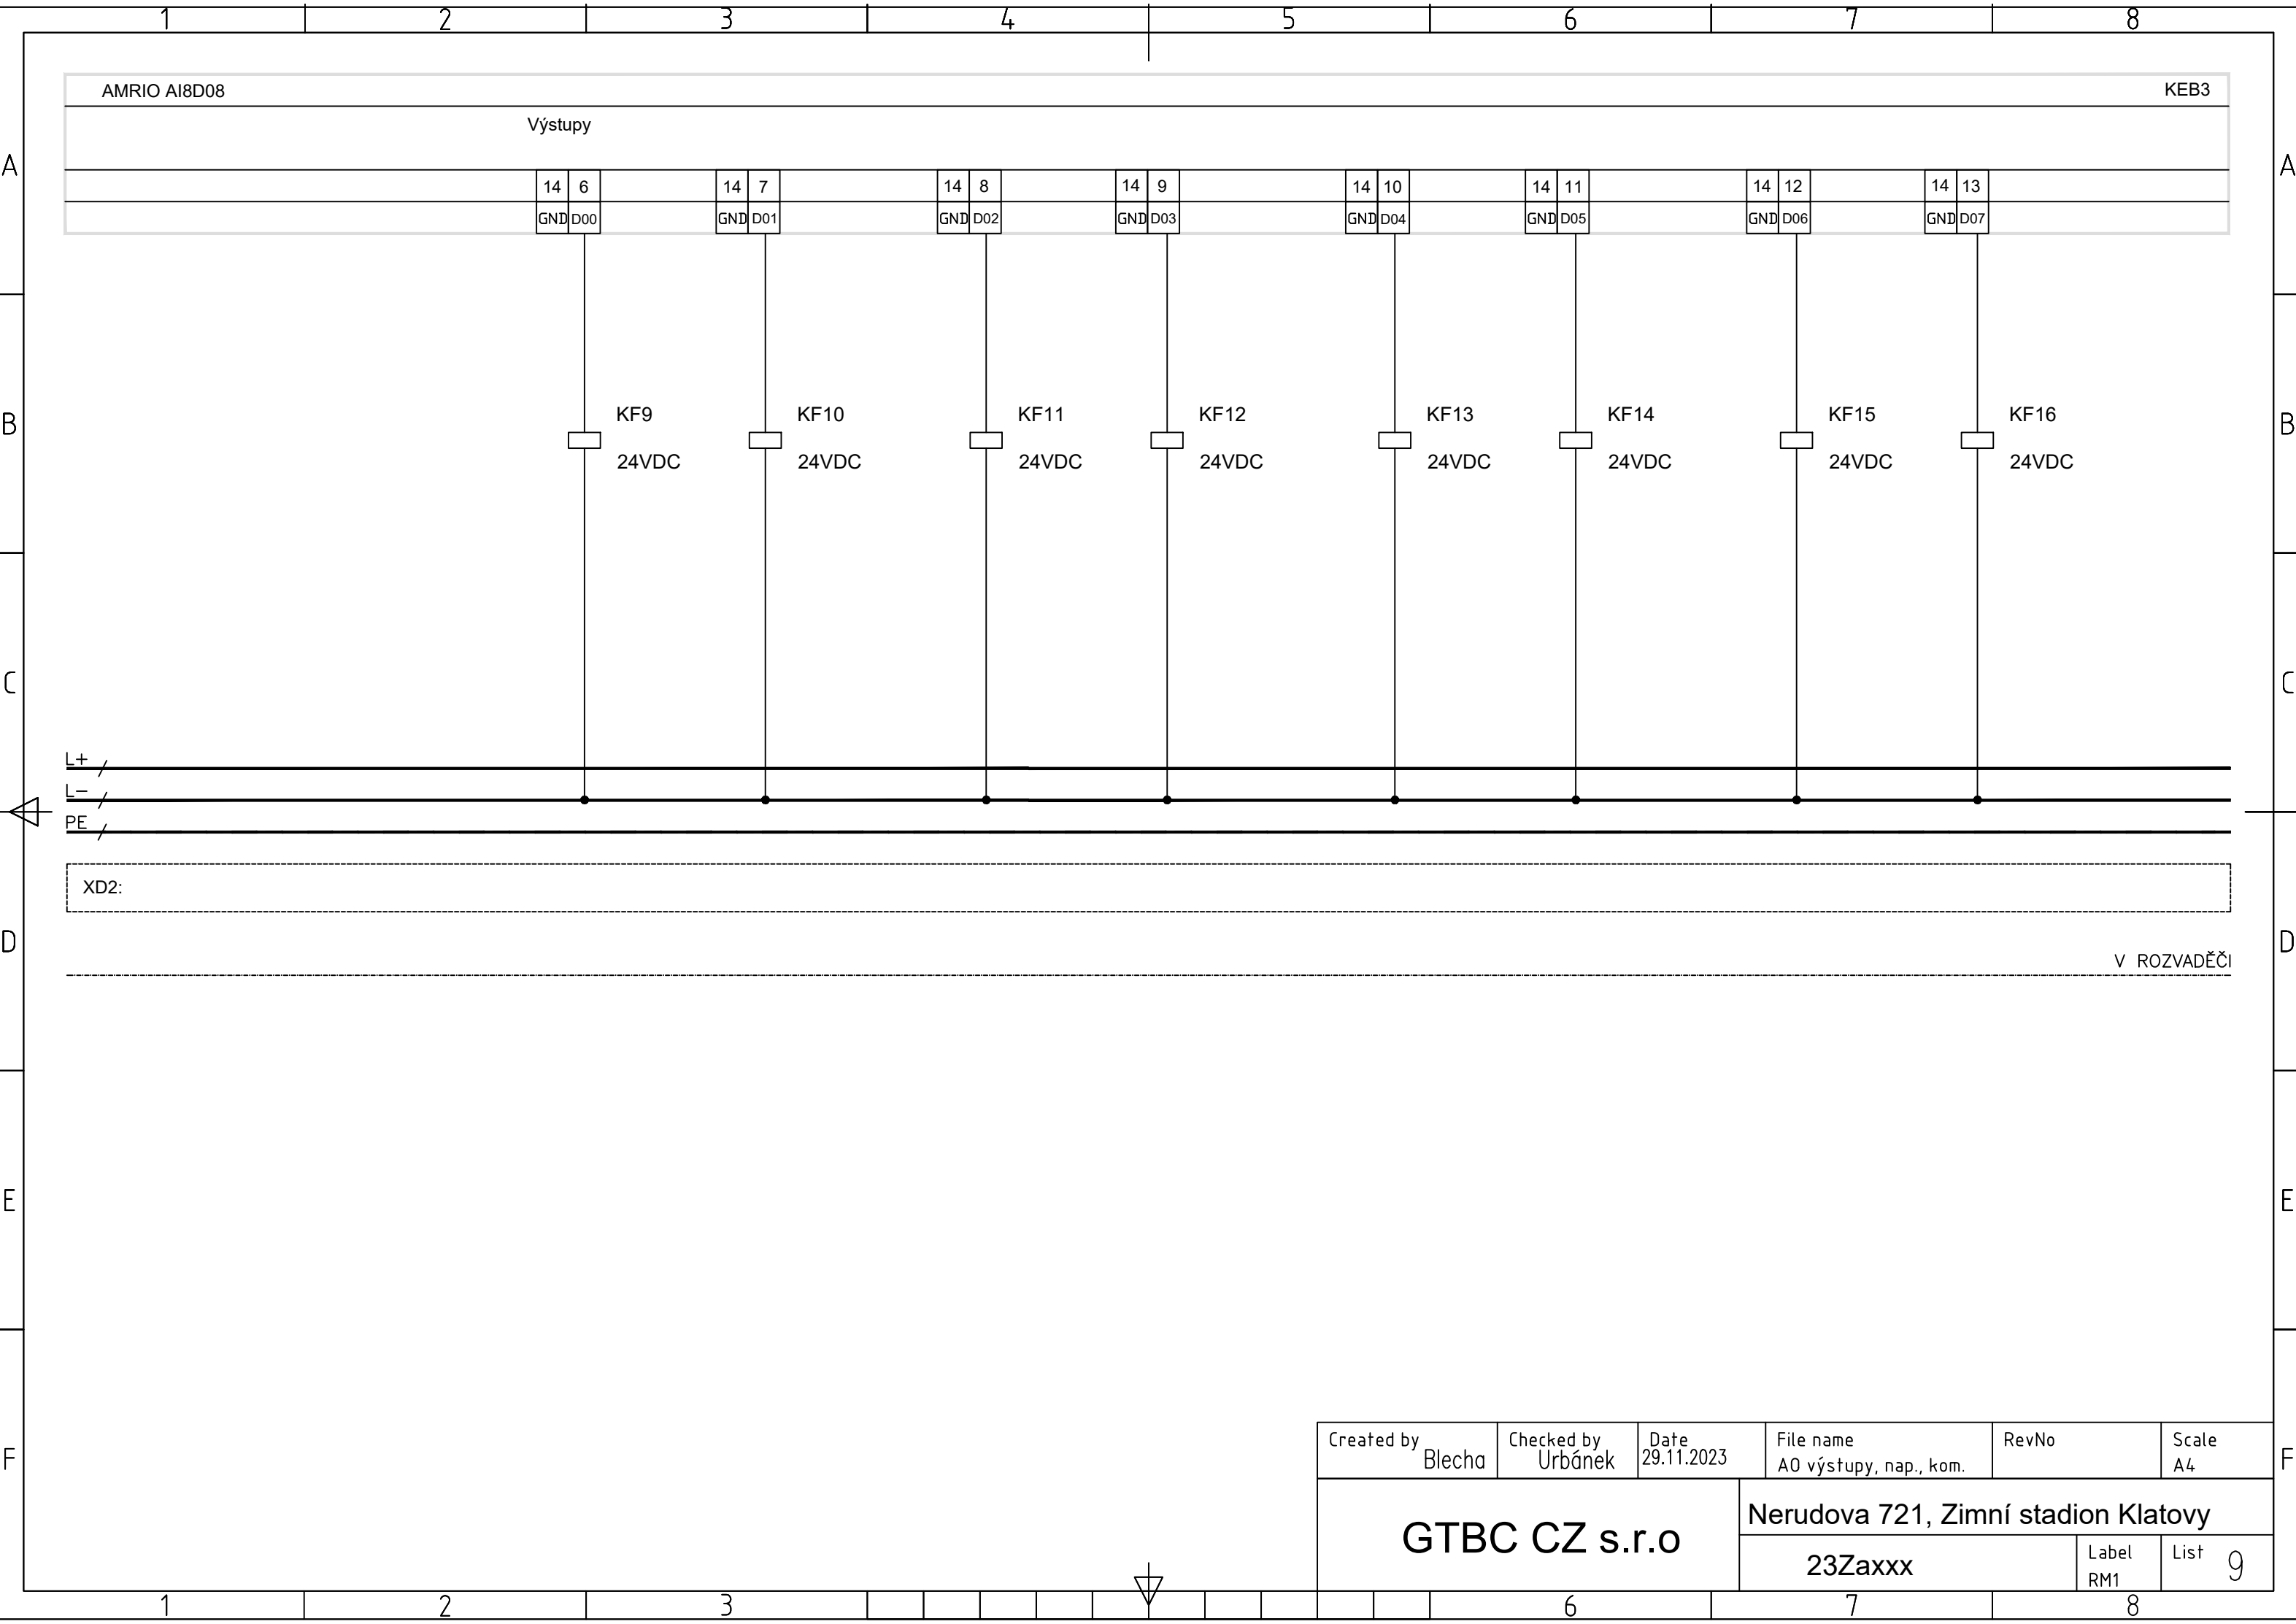 1 2 3 4 5 6 7 8
AMRIO AI8D08 KEB3
Výstupy
A A
14 6 14 7 14 8 14 9 14 10 14 11 14 12 14 13
GND D00 GND D01 GND D02 GND D03 GND D04 GND D05 GND D06 GND D07
B B
KF9 KF10 KF11 KF12 KF13 KF14 KF15 KF16
24VDC 24VDC 24VDC 24VDC 24VDC 24VDC 24VDC 24VDC
C C
L+
L-
PE
XD2:
D D
V ROZVADĚČI
E E
F F
Created by Checked by Date File name RevNo Scale
Blecha Urbánek 29.11.2023 AO výstupy, nap., kom. A4
GTBC CZ s.r.o
Nerudova 721, Zimní stadion Klatovy
23Zaxxx Label List 9
RM1
1 2 3 6 7 8